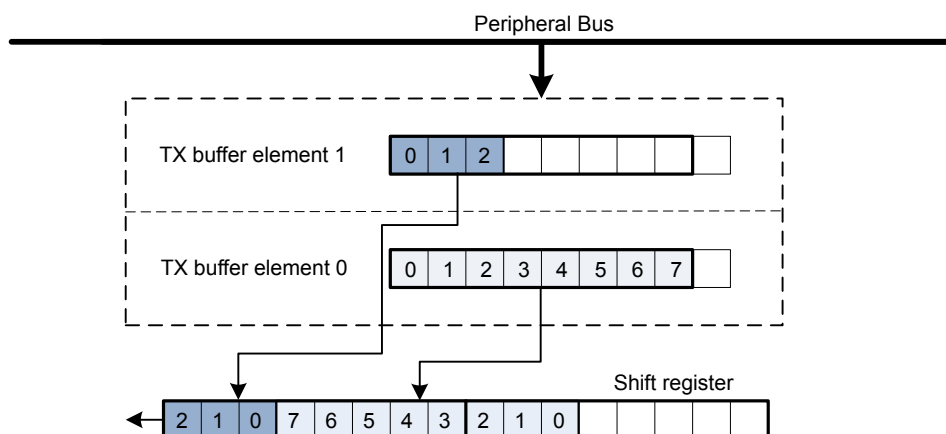 Peripheral Bus
TX buffer element 1 0 1 2
TX buffer element 0 0 1 2 3 4 5 6 7
Shift register
2 1 0 7 6 5 4 3 2 1 0